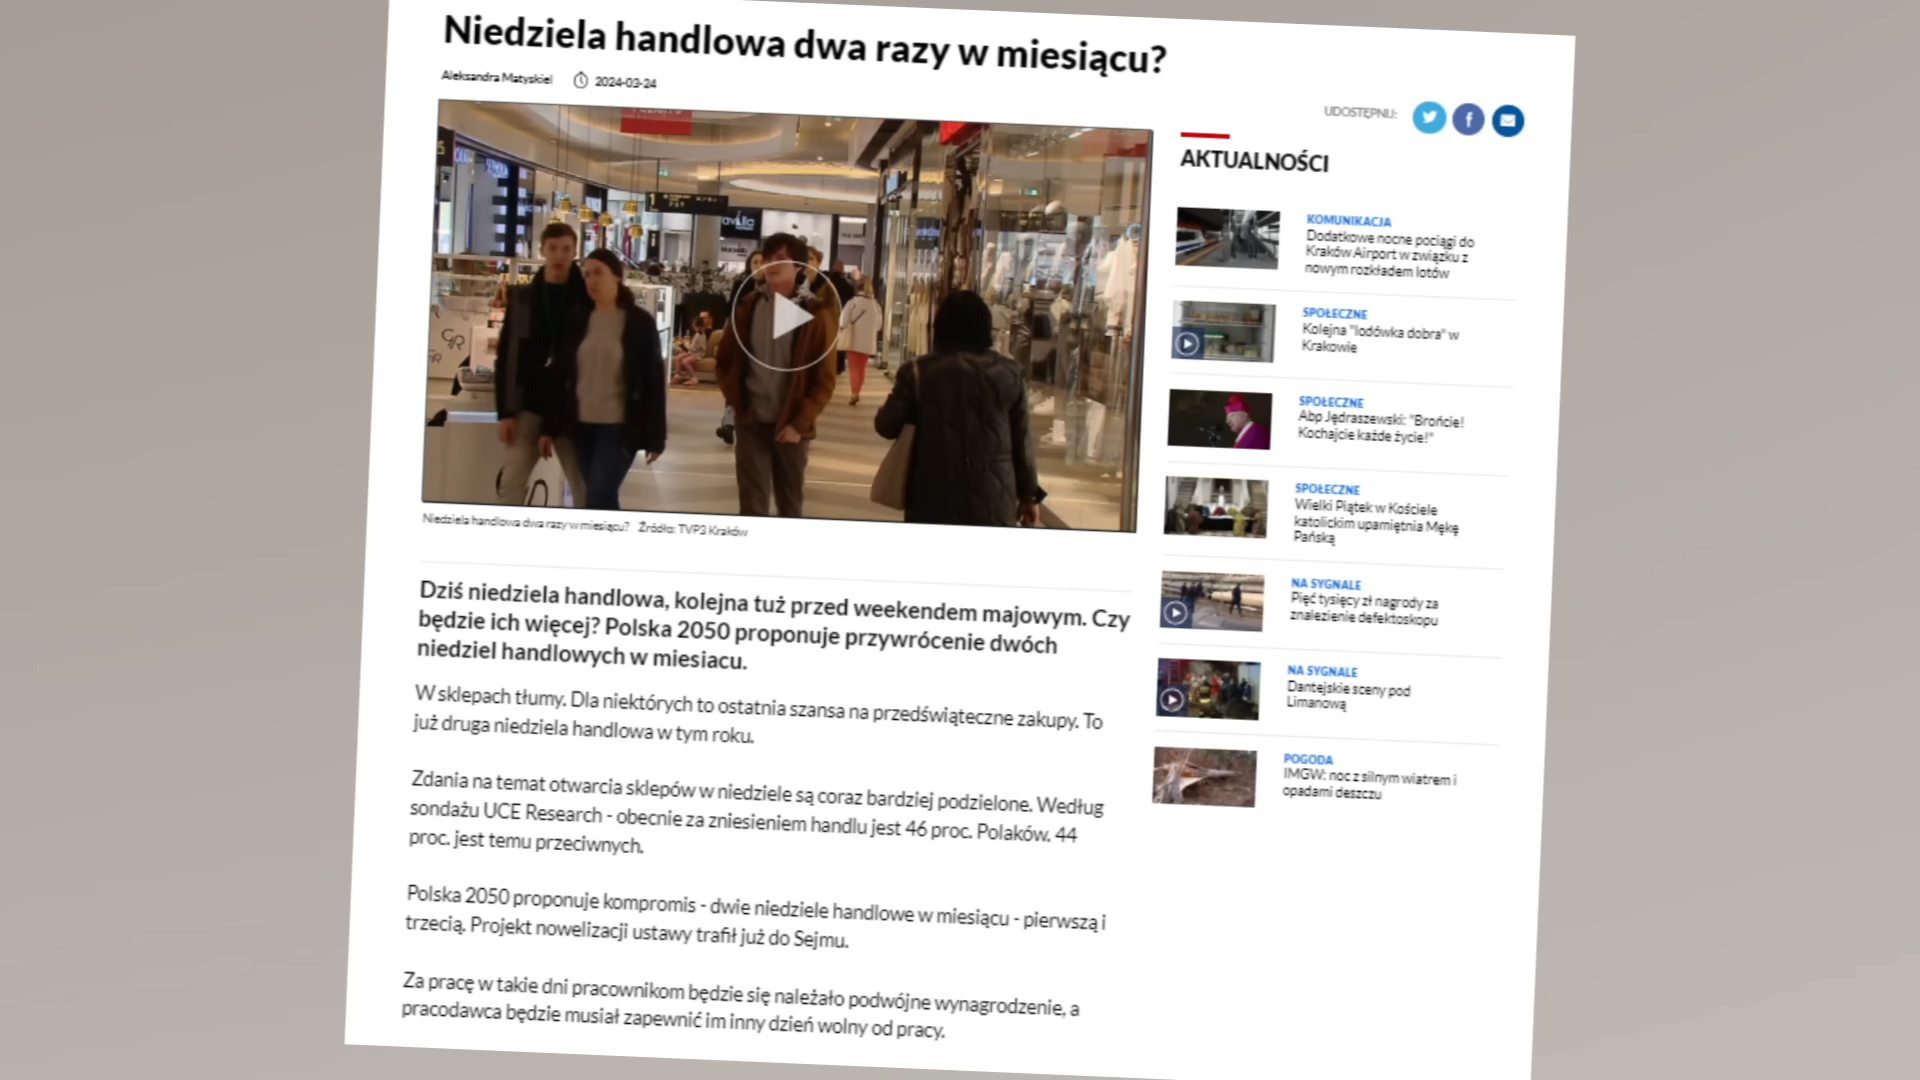 Niedziela handlowa dwa razy w miesiącu?
Aleksandra Matyskiel 2024-03-24
UDOSTĘPNIJ:
Niedziela handlowa dwa razy w miesiącu? Źródło: TVP3 Kraków
Dziś niedziela handlowa, kolejna tuż przed weekendem majowym. Czy
będzie ich więcej? Polska 2050 proponuje przywrócenie dwóch
niedziel handlowych w miesiacu.
W sklepach tłumy. Dla niektórych to ostatnia szansa na przedświąteczne zakupy. To
już druga niedziela handlowa w tym roku.
Zdania na temat otwarcia sklepów w niedziele są coraz bardziej podzielone. Według
sondażu UCE Research - obecnie za zniesieniem handlu jest 46 proc. Polaków. 44
proc. jest temu przeciwnych.
Polska 2050 proponuje kompromis - dwie niedziele handlowe w miesiącu - pierwszą i
trzecią. Projekt nowelizacji ustawy trafił już do Sejmu.
Za pracę w takie dni pracownikom będzie się należało podwójne wynagrodzenie, a
pracodawca będzie musiał zapewnić im inny dzień wolny od pracy.
AKTUALNOŚCI
KOMUNIKACJA
Dodatkowe nocne pociągi do
Kraków Airport w związku z
nowym rozkładem lotów
SPOŁECZNE
Kolejna "lodówka dobra" w
Krakowie
SPOŁECZNE
Abp Jędraszewski: "Brońcie!
Kochajcie każde życie!"
SPOŁECZNE
Wielki Piątek w Kościele
katolickim upamiętnia Mękę
Pańską
NA SYGNALE
Pięć tysięcy zł nagrody za
znalezienie defektoskopu
NA SYGNALE
Dantejskie sceny pod
Limanową
POGODA
IMGW: noc z silnym wiatrem i
opadami deszczu